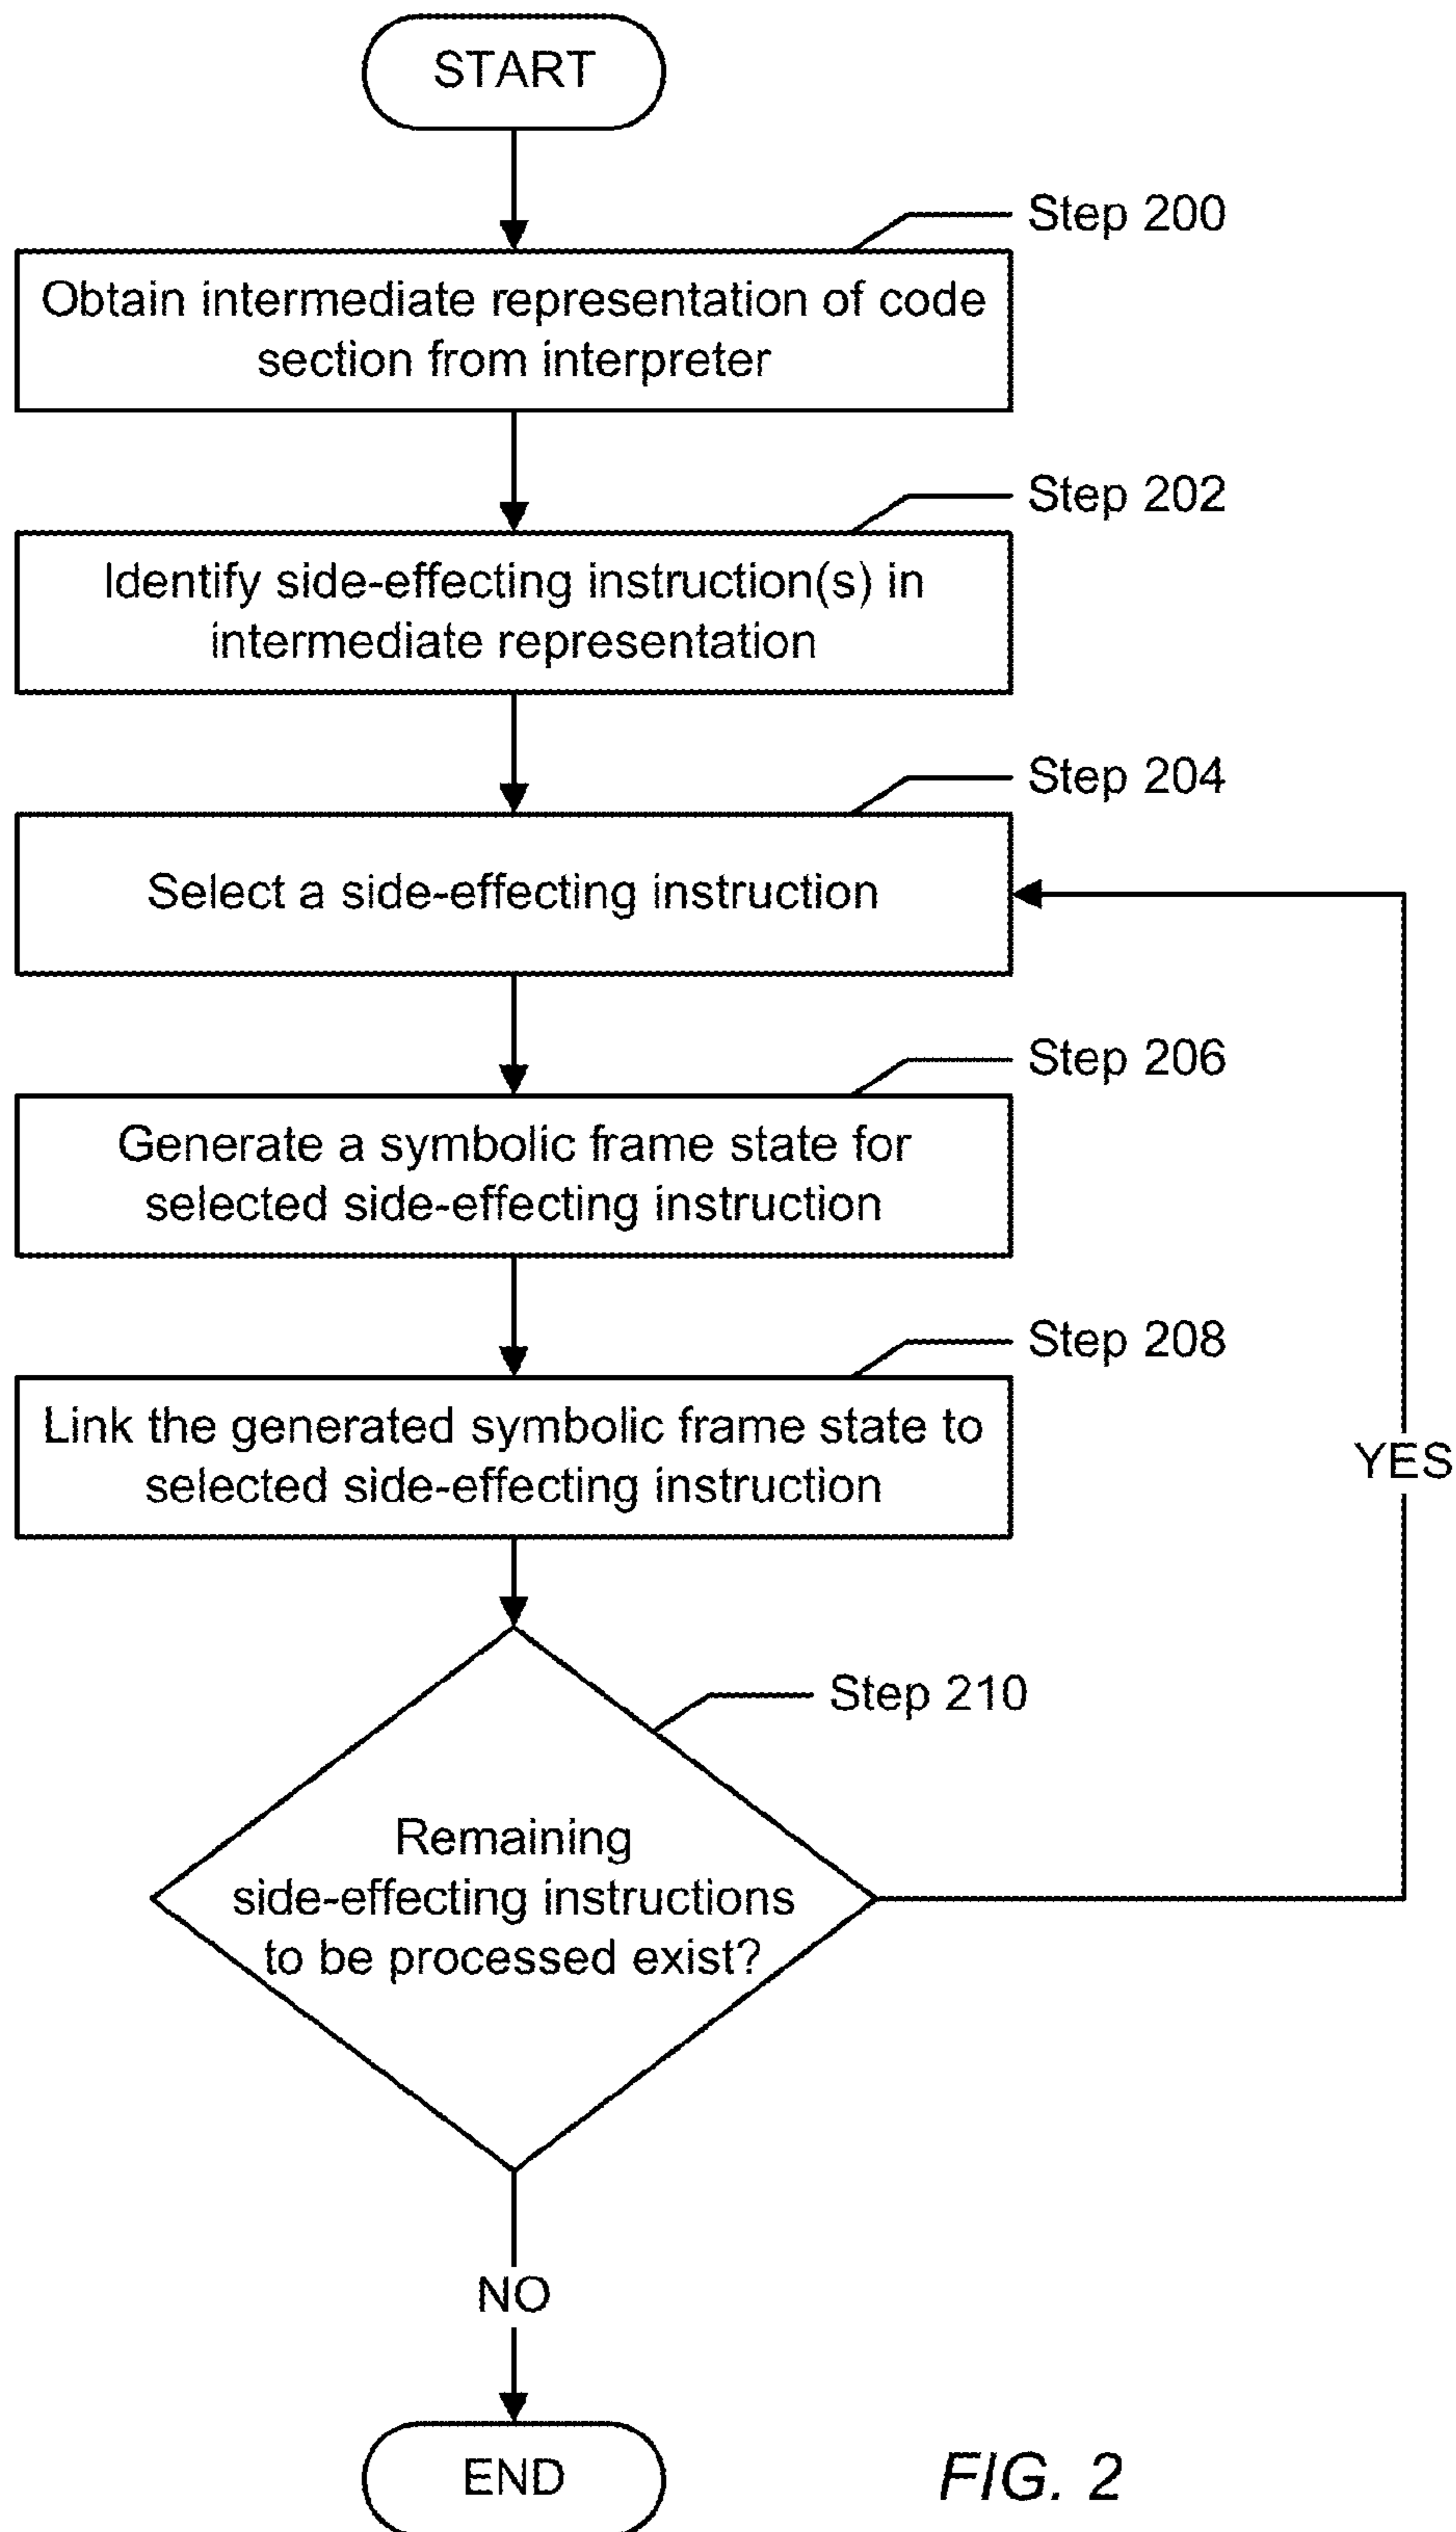 START
Step 200
Obtain intermediate representation of code
section from interpreter
Step 202
Identify side-effecting instruction(s) in
intermediate representation
Step 204
Select a side-effecting instruction
Step 206
Generate a symbolic frame state for
selected side-effecting instruction
Step 208
Link the generated symbolic frame state to
selected side-effecting instruction
YES
Step 210
Remaining
side-effecting instructions
to be processed exist?
NO
END
FIG. 2